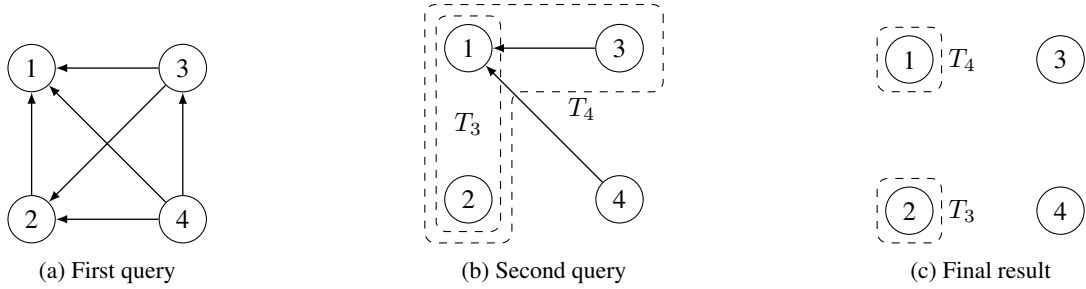 1 3
2 4
(a) First query
1 3
T₃ T₄
2 4
(b) Second query
1 T₄ 3
2 T₃ 4
(c) Final result